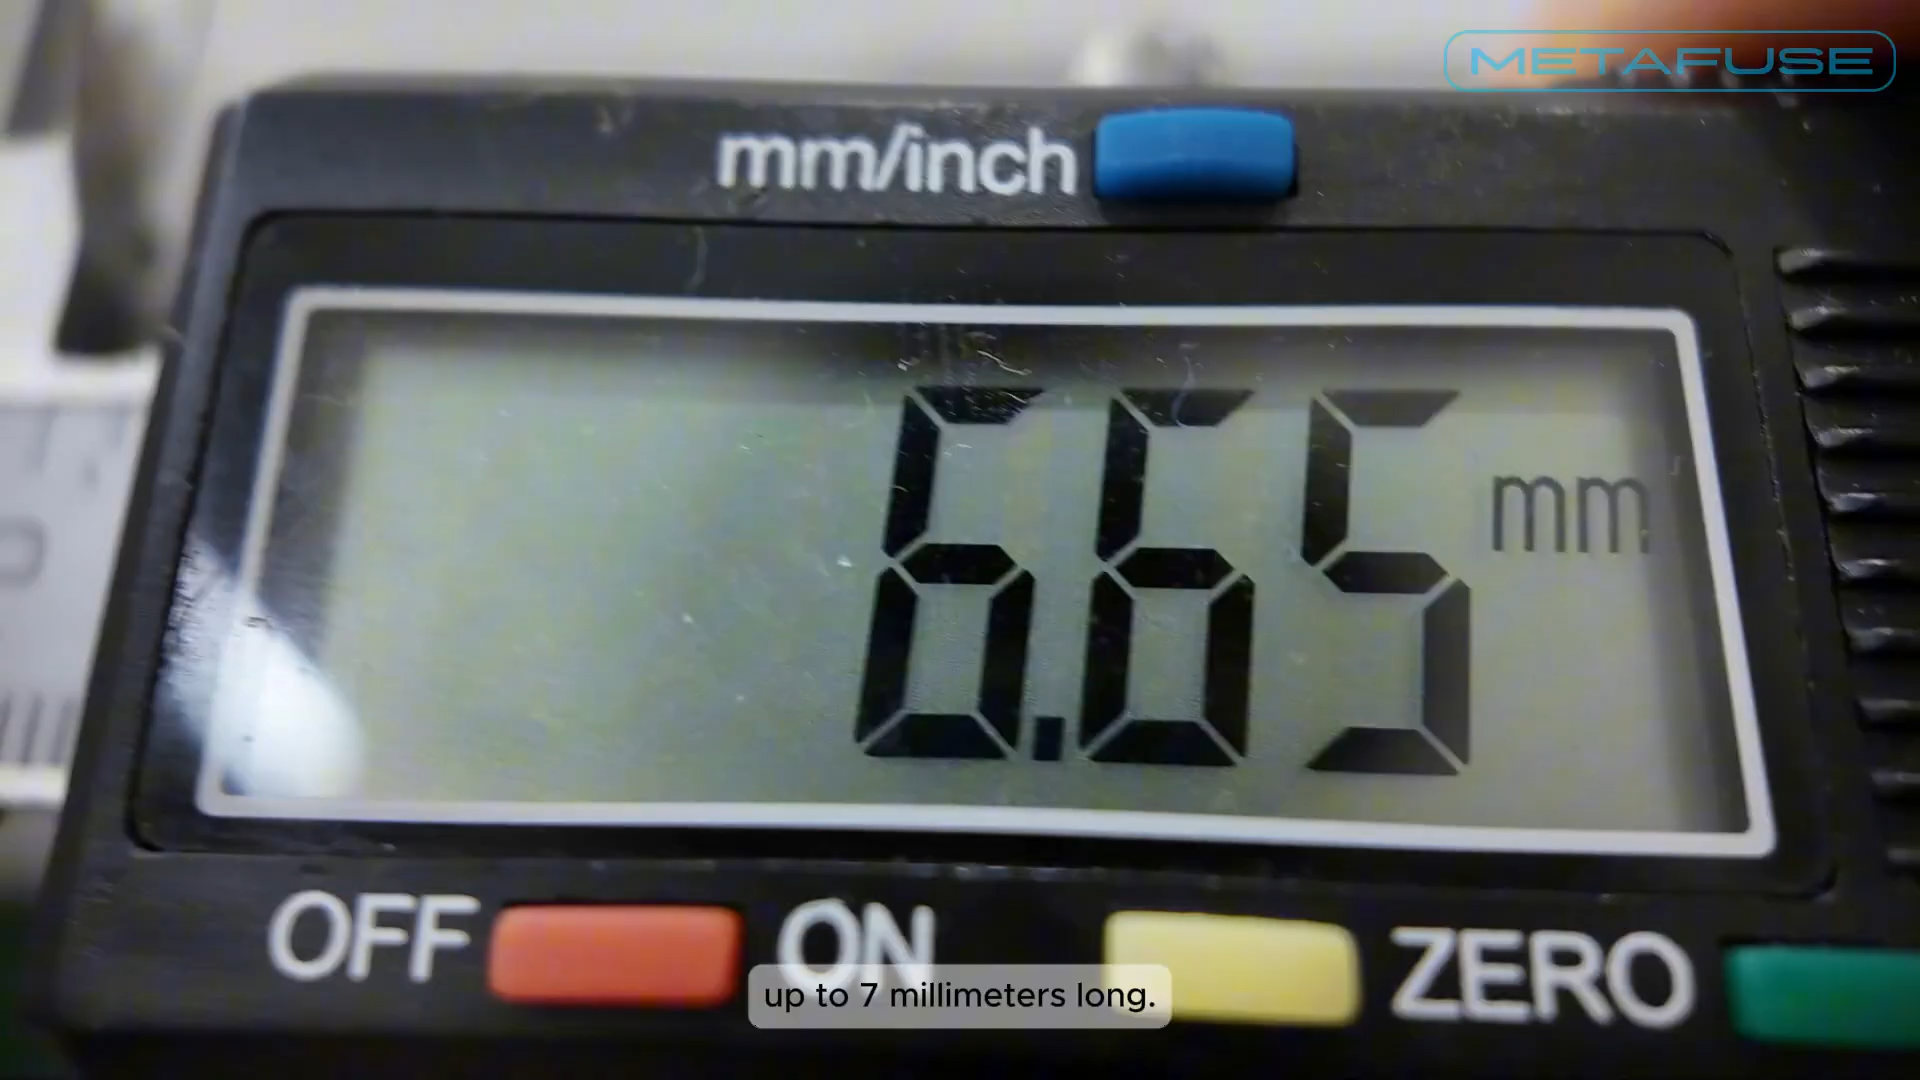 METAFUSE
mm/inch
6.65 mm
OFF ON ZERO
up to 7 millimeters long.